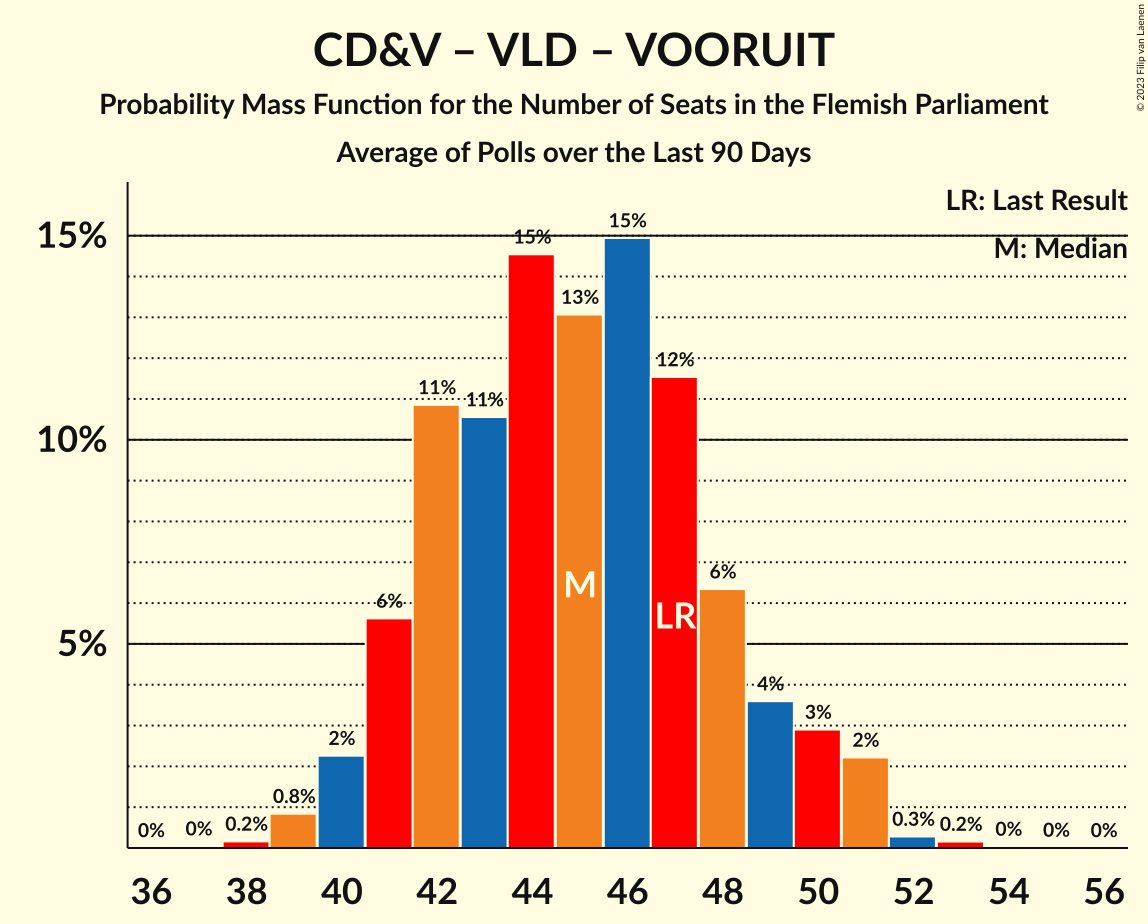 CD&V – VLD – VOORUIT
Probability Mass Function for the Number of Seats in the Flemish Parliament
Average of Polls over the Last 90 Days
© 2023 Filip van Laenen
LR: Last Result
M: Median
15%
10%
5%
0%
0%
0.2%
0.8%
2%
6%
11%
11%
15%
13%
15%
12%
6%
4%
3%
2%
0.3%
0.2%
0%
0%
0%
M
LR
36 38 40 42 44 46 48 50 52 54 56